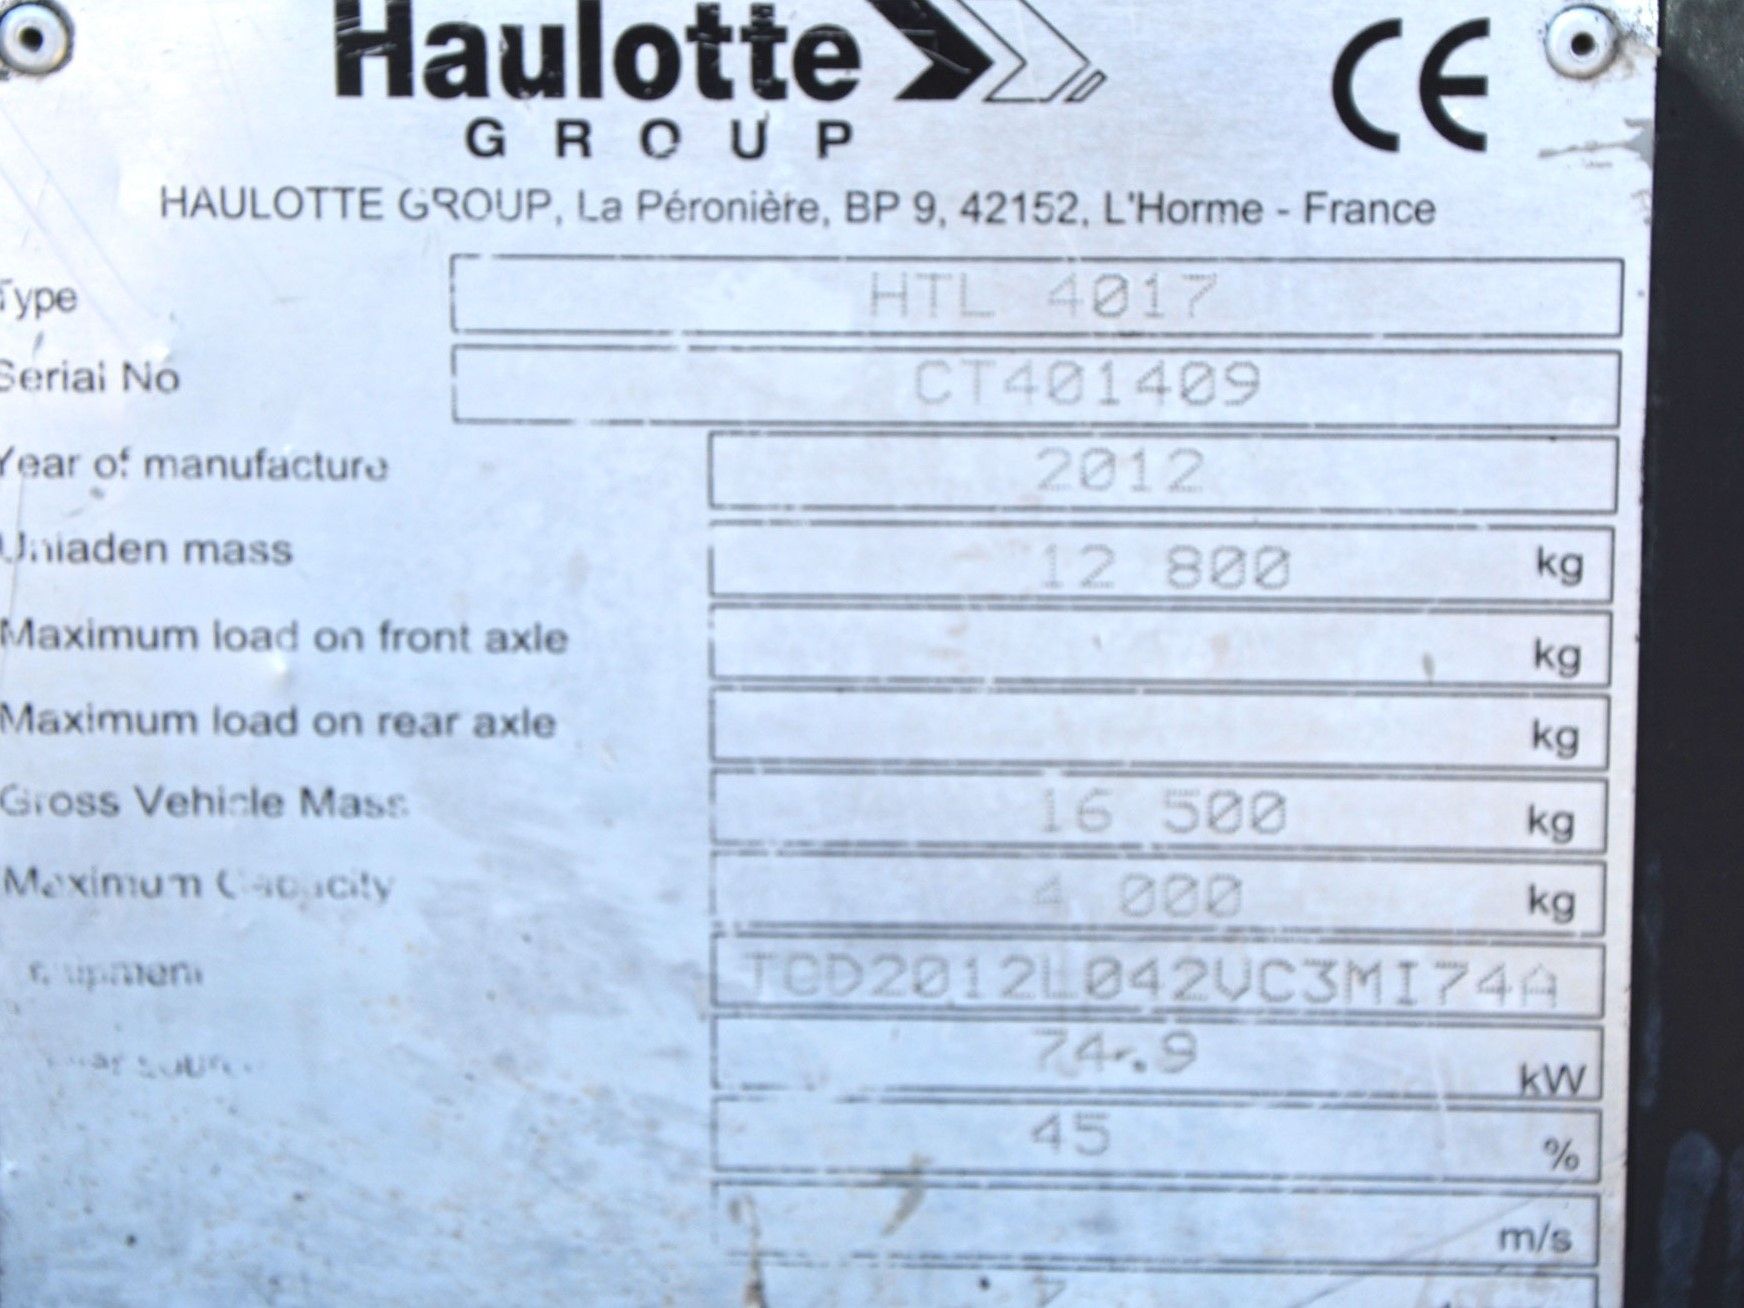 Haulotte
GROUP
CE
HAULOTTE GROUP, La Péronière, BP 9, 42152, L'Horme - France
Type HTL 4017
Serial No CT401409
Year of manufacture 2012
Unladen mass 12 800 kg
Maximum load on front axle kg
Maximum load on rear axle kg
Gross Vehicle Mass 16 500 kg
Maximum Capacity 4 000 kg
TCD2012L042VC3MI74A
74.9 kW
45 %
m/s